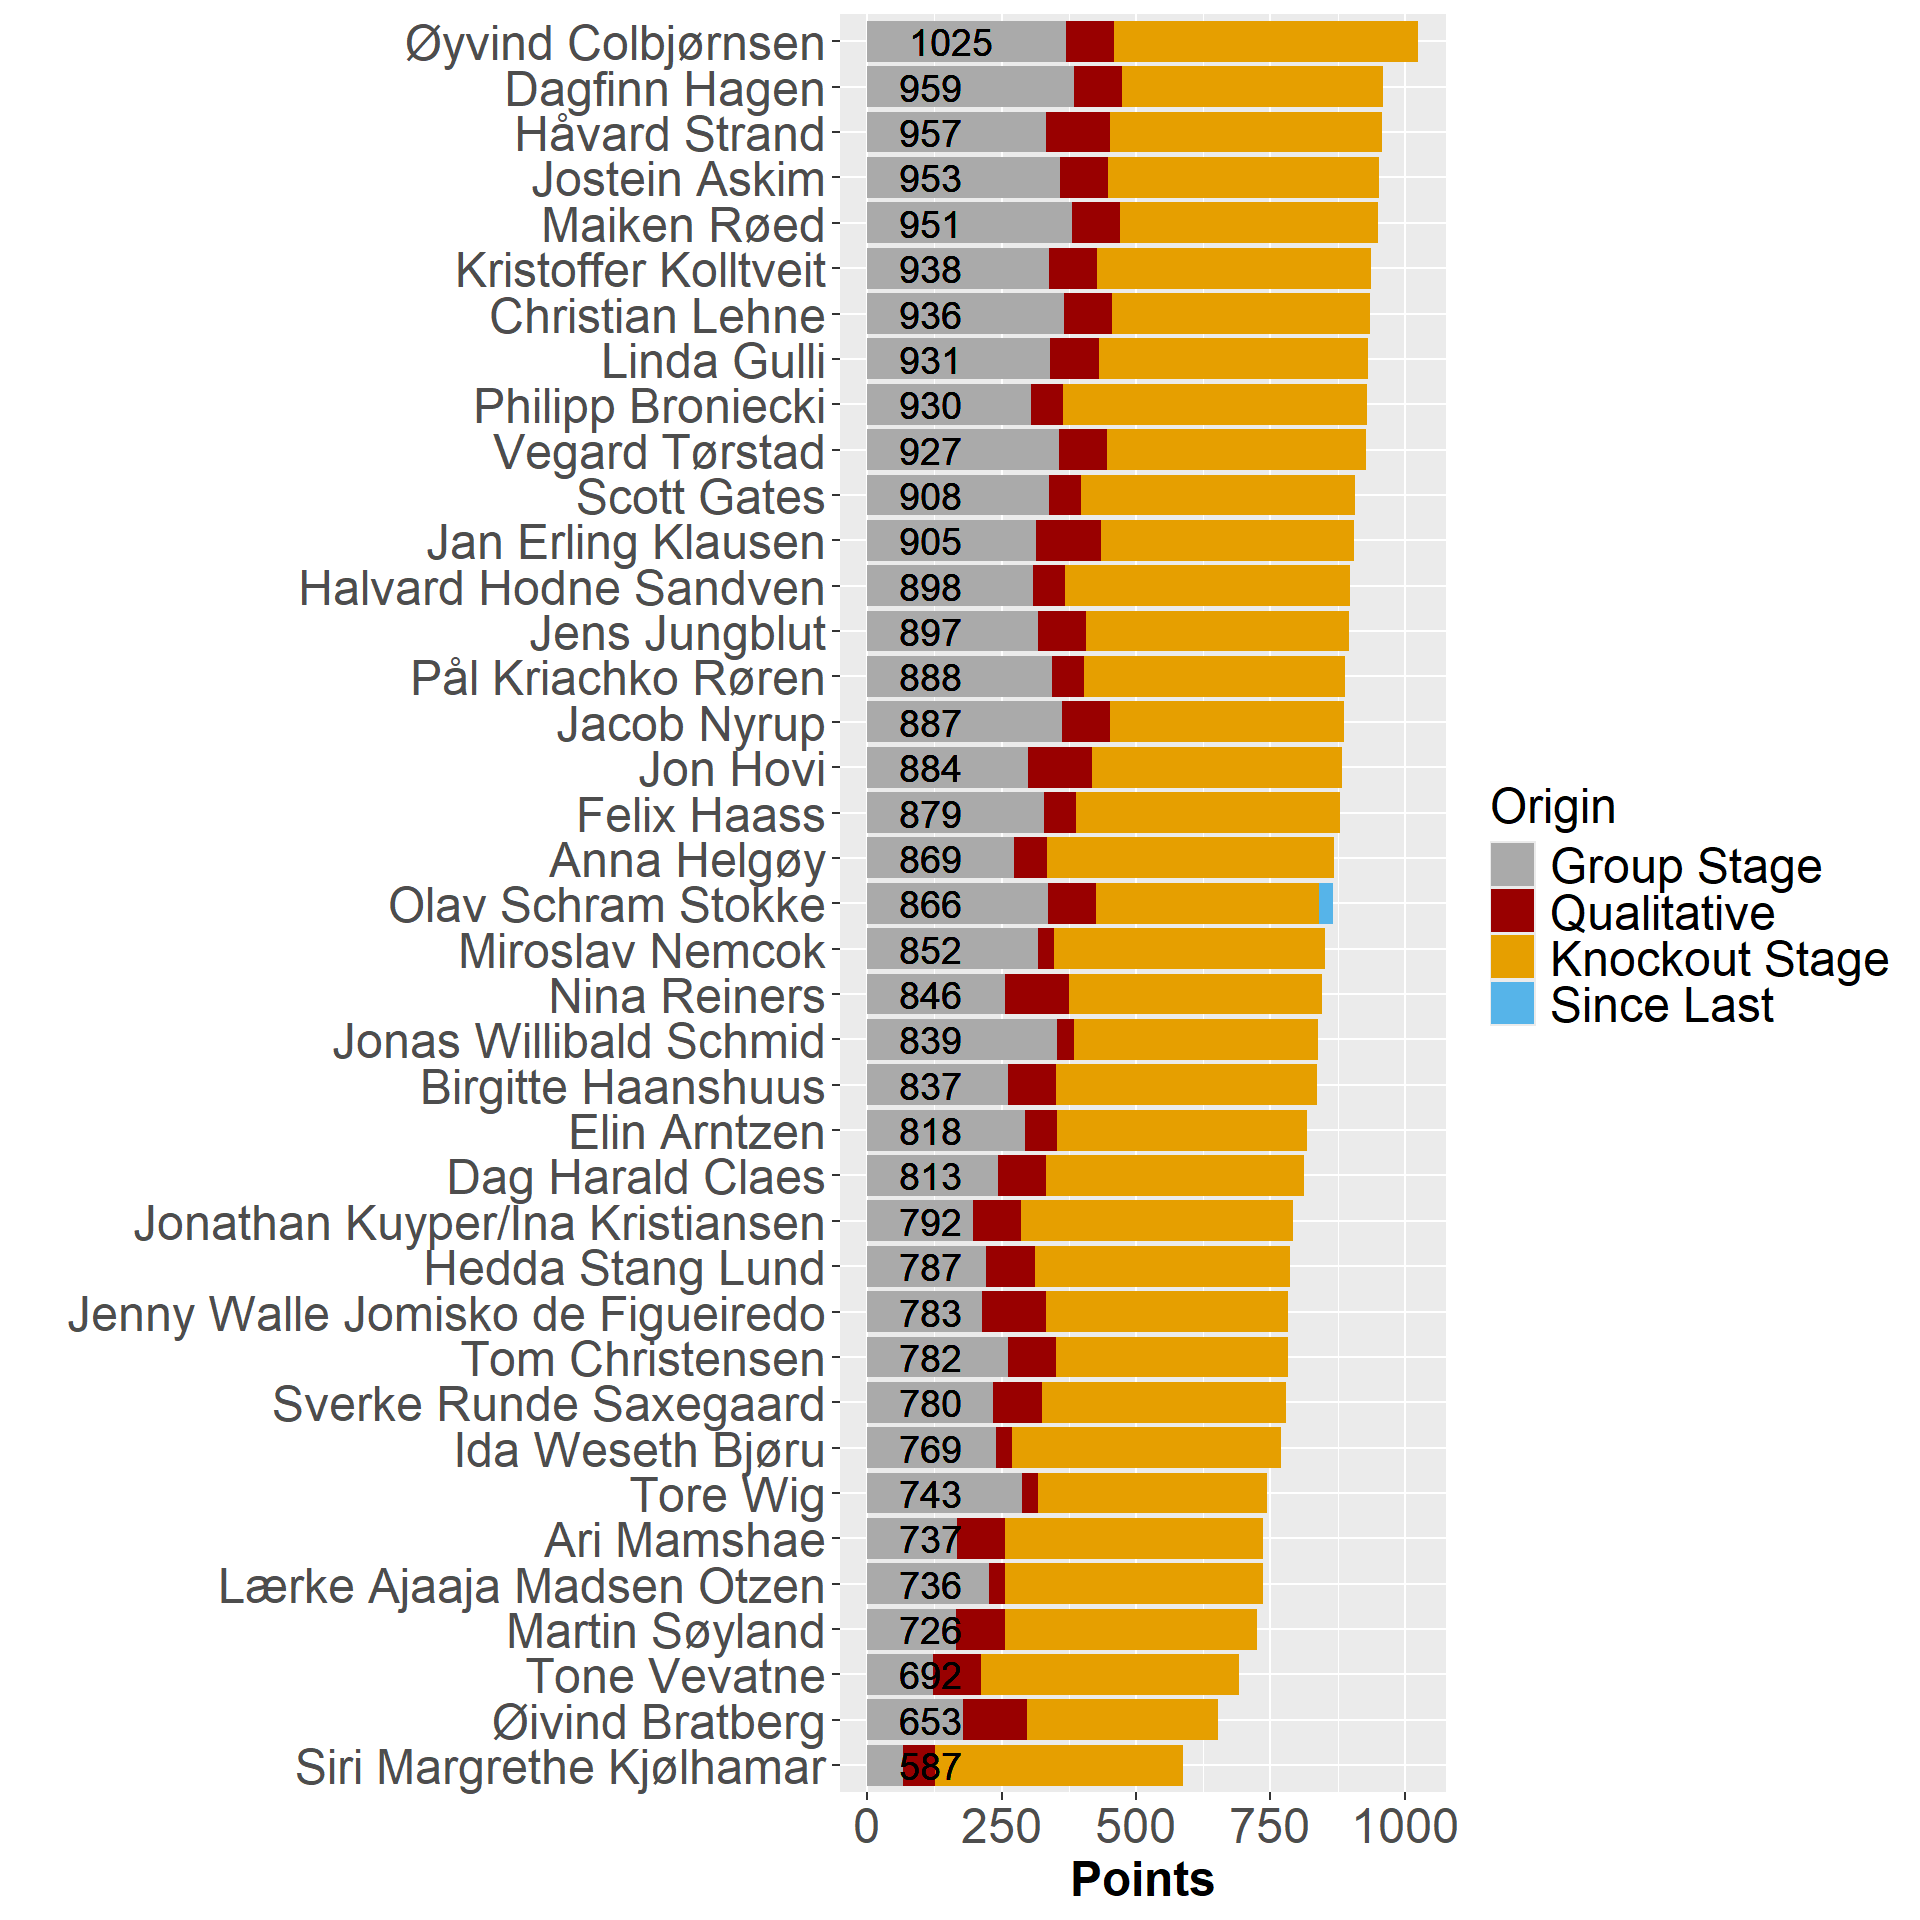 Øyvind Colbjørnsen 1025
Dagfinn Hagen 959
Håvard Strand 957
Jostein Askim 953
Maiken Røed 951
Kristoffer Kolltveit 938
Christian Lehne 936
Linda Gulli 931
Philipp Broniecki 930
Vegard Tørstad 927
Scott Gates 908
Jan Erling Klausen 905
Halvard Hodne Sandven 898
Jens Jungblut 897
Pål Kriachko Røren 888
Jacob Nyrup 887
Jon Hovi 884
Felix Haass 879
Anna Helgøy 869
Olav Schram Stokke 866
Miroslav Nemcok 852
Nina Reiners 846
Jonas Willibald Schmid 839
Birgitte Haanshuus 837
Elin Arntzen 818
Dag Harald Claes 813
Jonathan Kuyper/Ina Kristiansen 792
Hedda Stang Lund 787
Jenny Walle Jomisko de Figueiredo 783
Tom Christensen 782
Sverke Runde Saxegaard 780
Ida Weseth Bjøru 769
Tore Wig 743
Ari Mamshae 737
Lærke Ajaaja Madsen Otzen 736
Martin Søyland 726
Tone Vevatne 692
Øivind Bratberg 653
Siri Margrethe Kjølhamar 587
0 250 500 750 1000
Points
Origin
Group Stage
Qualitative
Knockout Stage
Since Last